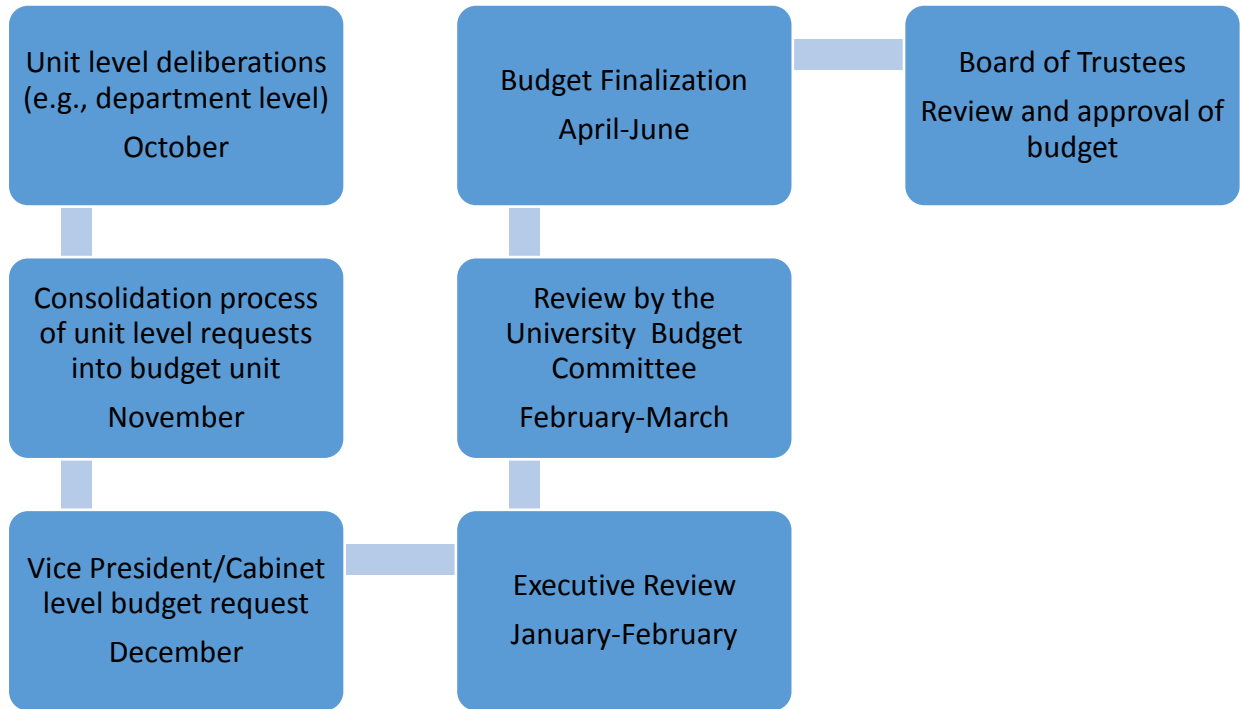 Unit level deliberations
(e.g., department level)
October
Consolidation process
of unit level requests
into budget unit
November
Vice President/Cabinet
level budget request
December
Executive Review
January-February
Review by the
University Budget
Committee
February-March
Budget Finalization
April-June
Board of Trustees
Review and approval of
budget